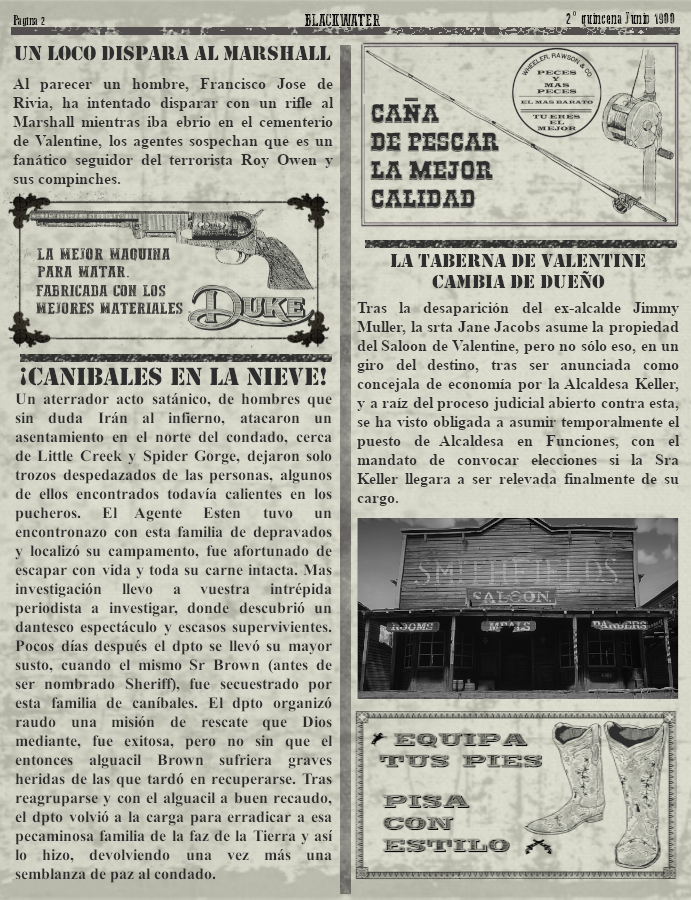 Pagina 2
BLACKWATER
2ª quincena Junio 1900
UN LOCO DISPARA AL MARSHALL
Al parecer un hombre, Francisco Jose de
Rivia, ha intentado disparar con un rifle al
Marshall mientras iba ebrio en el cementerio
de Valentine, los agentes sospechan que es un
fanático seguidor del terrorista Roy Owen y
sus compinches.
LA MEJOR MAQUINA
PARA MATAR.
FABRICADA CON LOS
MEJORES MATERIALES
DUKE
¡CANIBALES EN LA NIEVE!
Un aterrador acto satánico, de hombres que
sin duda Irán al infierno, atacaron un
asentamiento en el norte del condado, cerca
de Little Creek y Spider Gorge, dejaron solo
trozos despedazados de las personas, algunos
de ellos encontrados todavía calientes en los
pucheros. El Agente Esten tuvo un
encontronazo con esta familia de depravados
y localizó su campamento, fue afortunado de
escapar con vida y toda su carne intacta. Mas
investigación llevo a vuestra intrépida
periodista a investigar, donde descubrió un
dantesco espectáculo y escasos supervivientes.
Pocos días después el dpto se llevó su mayor
susto, cuando el mismo Sr Brown (antes de
ser nombrado Sheriff), fue secuestrado por
esta familia de caníbales. El dpto organizó
raudo una misión de rescate que Dios
mediante, fue exitosa, pero no sin que el
entonces alguacil Brown sufriera graves
heridas de las que tardó en recuperarse. Tras
reagruparse y con el alguacil a buen recaudo,
el dpto volvió a la carga para erradicar a esa
pecaminosa familia de la faz de la Tierra y así
lo hizo, devolviendo una vez más una
semblanza de paz al condado.
WHEELER, RAWSON & CO
PECES
Y
MAS
PECES
EL MAS BARATO
TU ERES
EL
MEJOR
CAÑA
DE PESCAR
LA MEJOR
CALIDAD
LA TABERNA DE VALENTINE
CAMBIA DE DUEÑO
Tras la desaparición del ex-alcalde Jimmy
Muller, la srta Jane Jacobs asume la propiedad
del Saloon de Valentine, pero no sólo eso, en un
giro del destino, tras ser anunciada como
concejala de economía por la Alcaldesa Keller,
y a raíz del proceso judicial abierto contra esta,
se ha visto obligada a asumir temporalmente el
puesto de Alcaldesa en Funciones, con el
mandato de convocar elecciones si la Sra
Keller llegara a ser relevada finalmente de su
cargo.
SMITHFIELDS
SALOON
ROOMS
MEALS
DANCERS
EQUIPA
TUS PIES
PISA
CON
ESTILO